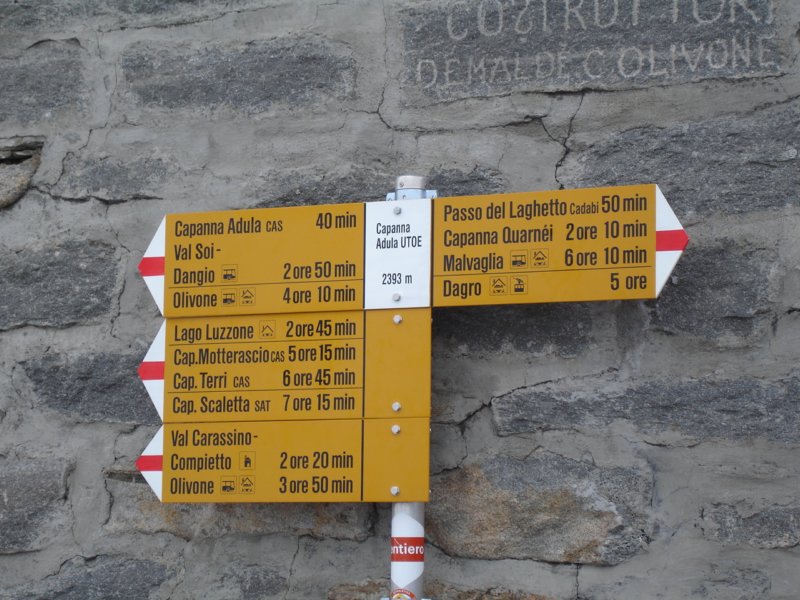 COSTRUTTORI
DEMALDÈ C. OLIVONE
Capanna Adula CAS 40 min
Val Soi-
Dangio 2 ore 50 min
Olivone 4 ore 10 min
Capanna
Adula UTOE
2393 m
Passo del Laghetto Cadabi 50 min
Capanna Quarnéi 2 ore 10 min
Malvaglia 6 ore 10 min
Dagro 5 ore
Lago Luzzone 2 ore 45 min
Cap. Motterascio CAS 5 ore 15 min
Cap. Terri CAS 6 ore 45 min
Cap. Scaletta SAT 7 ore 15 min
Val Carassino-
Compietto 2 ore 20 min
Olivone 3 ore 50 min
entiero